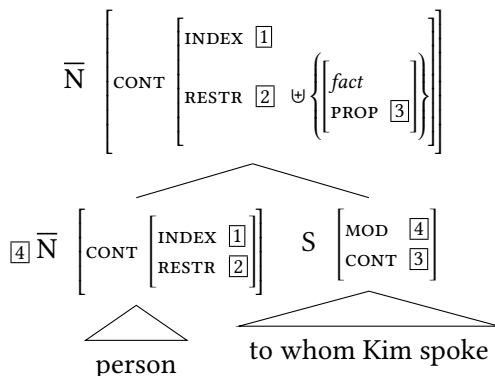 N̅ [CONT [INDEX 1
RESTR 2 ⊎ {[fact
PROP 3]}]]
4 N̅ [CONT [INDEX 1
RESTR 2]]
S [MOD 4
CONT 3]
person
to whom Kim spoke